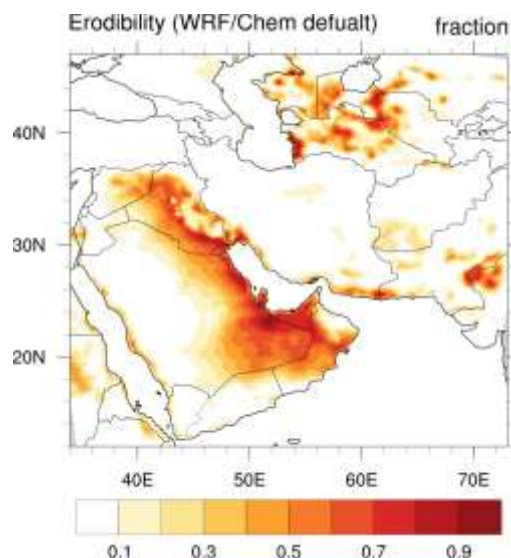 Erodibility (WRF/Chem defualt) fraction
40N
30N
20N
40E 50E 60E 70E
0.1 0.3 0.5 0.7 0.9